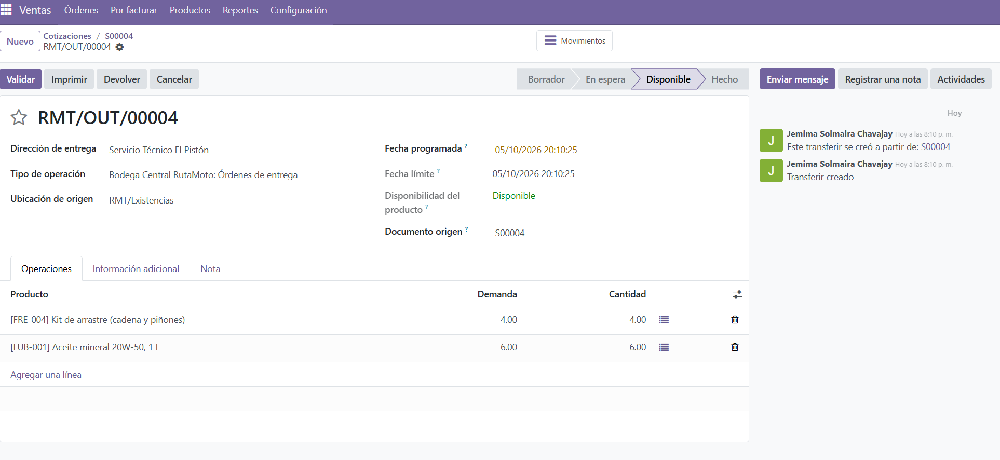 Ventas Órdenes Por facturar Productos Reportes Configuración
Nuevo
Cotizaciones / S00004
RMT/OUT/00004
Movimientos
Validar Imprimir Devolver Cancelar
Borrador En espera Disponible Hecho
Enviar mensaje Registrar una nota Actividades
RMT/OUT/00004
Dirección de entrega Servicio Técnico El Pistón
Tipo de operación Bodega Central RutaMoto: Órdenes de entrega
Ubicación de origen RMT/Existencias
Fecha programada ? 05/10/2026 20:10:25
Fecha límite ? 05/10/2026 20:10:25
Disponibilidad del
producto ? Disponible
Documento origen ? S00004
Hoy
J
Jemima Solmaira Chavajay Hoy a las 8:10 p. m.
Este transferir se creó a partir de: S00004
J
Jemima Solmaira Chavajay Hoy a las 8:10 p. m.
Transferir creado
Operaciones Información adicional Nota
Producto Demanda Cantidad
[FRE-004] Kit de arrastre (cadena y piñones) 4.00 4.00
[LUB-001] Aceite mineral 20W-50, 1 L 6.00 6.00
Agregar una línea